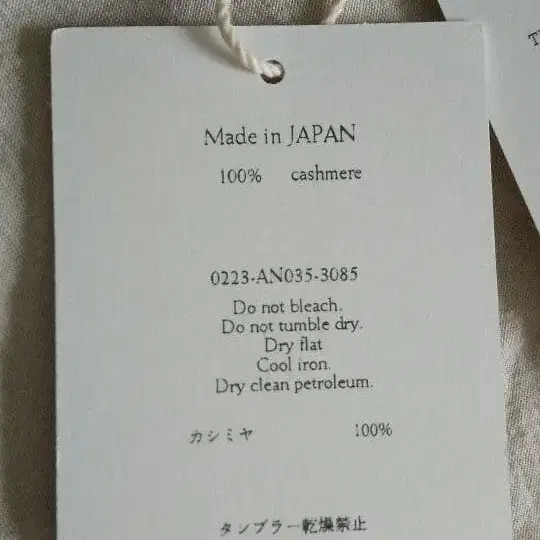 Made in JAPAN
100% cashmere
0223-AN035-3085
Do not bleach.
Do not tumble dry.
Dry flat
Cool iron.
Dry clean petroleum.
カシミヤ 100%
タンブラー乾燥禁止